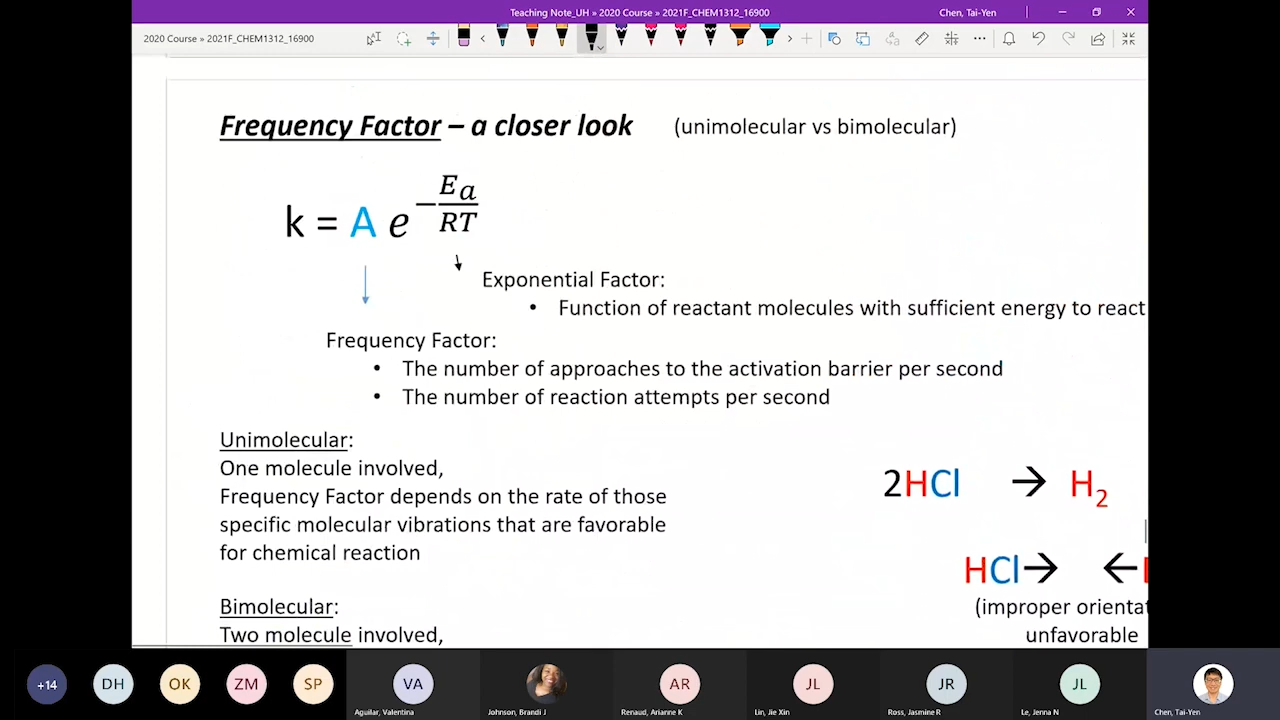 Teaching Note_UH » 2020 Course » 2021F_CHEM1312_16900
Chen, Tai-Yen
2020 Course » 2021F_CHEM1312_16900
Frequency Factor – a closer look (unimolecular vs bimolecular)
k = A e^{-\frac{E_a}{RT}}
Exponential Factor:
• Function of reactant molecules with sufficient energy to react
Frequency Factor:
• The number of approaches to the activation barrier per second
• The number of reaction attempts per second
Unimolecular:
One molecule involved,
Frequency Factor depends on the rate of those
specific molecular vibrations that are favorable
for chemical reaction
2HCl → H₂
HCl→ ←
(improper orientat
unfavorable
Bimolecular:
Two molecule involved,
+14 DH OK ZM SP VA AR JL JR JL
Aguilar, Valentina
Johnson, Brandi J
Renaud, Arianne K
Lin, Jie Xin
Ross, Jasmine R
Le, Jenna N
Chen, Tai-Yen